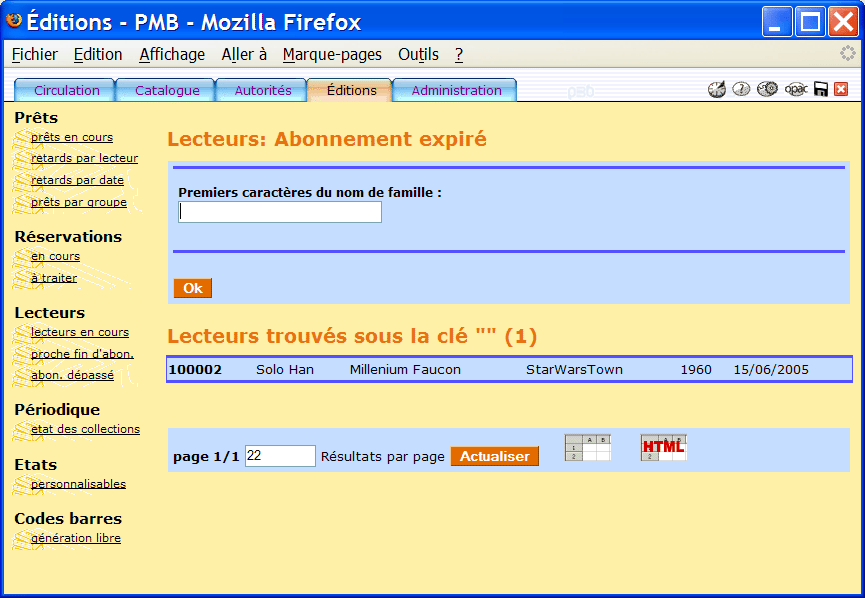 Éditions - PMB - Mozilla Firefox
Fichier Edition Affichage Aller à Marque-pages Outils ?
Circulation Catalogue Autorités Éditions Administration pmb opac
Prêts
prêts en cours
retards par lecteur
retards par date
prêts par groupe
Réservations
en cours
à traiter
Lecteurs
lecteurs en cours
proche fin d'abon.
abon. dépassé
Périodique
etat des collections
Etats
personnalisables
Codes barres
génération libre
Lecteurs: Abonnement expiré
Premiers caractères du nom de famille :
Ok
Lecteurs trouvés sous la clé "" (1)
100002 Solo Han Millenium Faucon StarWarsTown 1960 15/06/2005
page 1/1 22 Résultats par page Actualiser A B 1 2 HTML A B 2